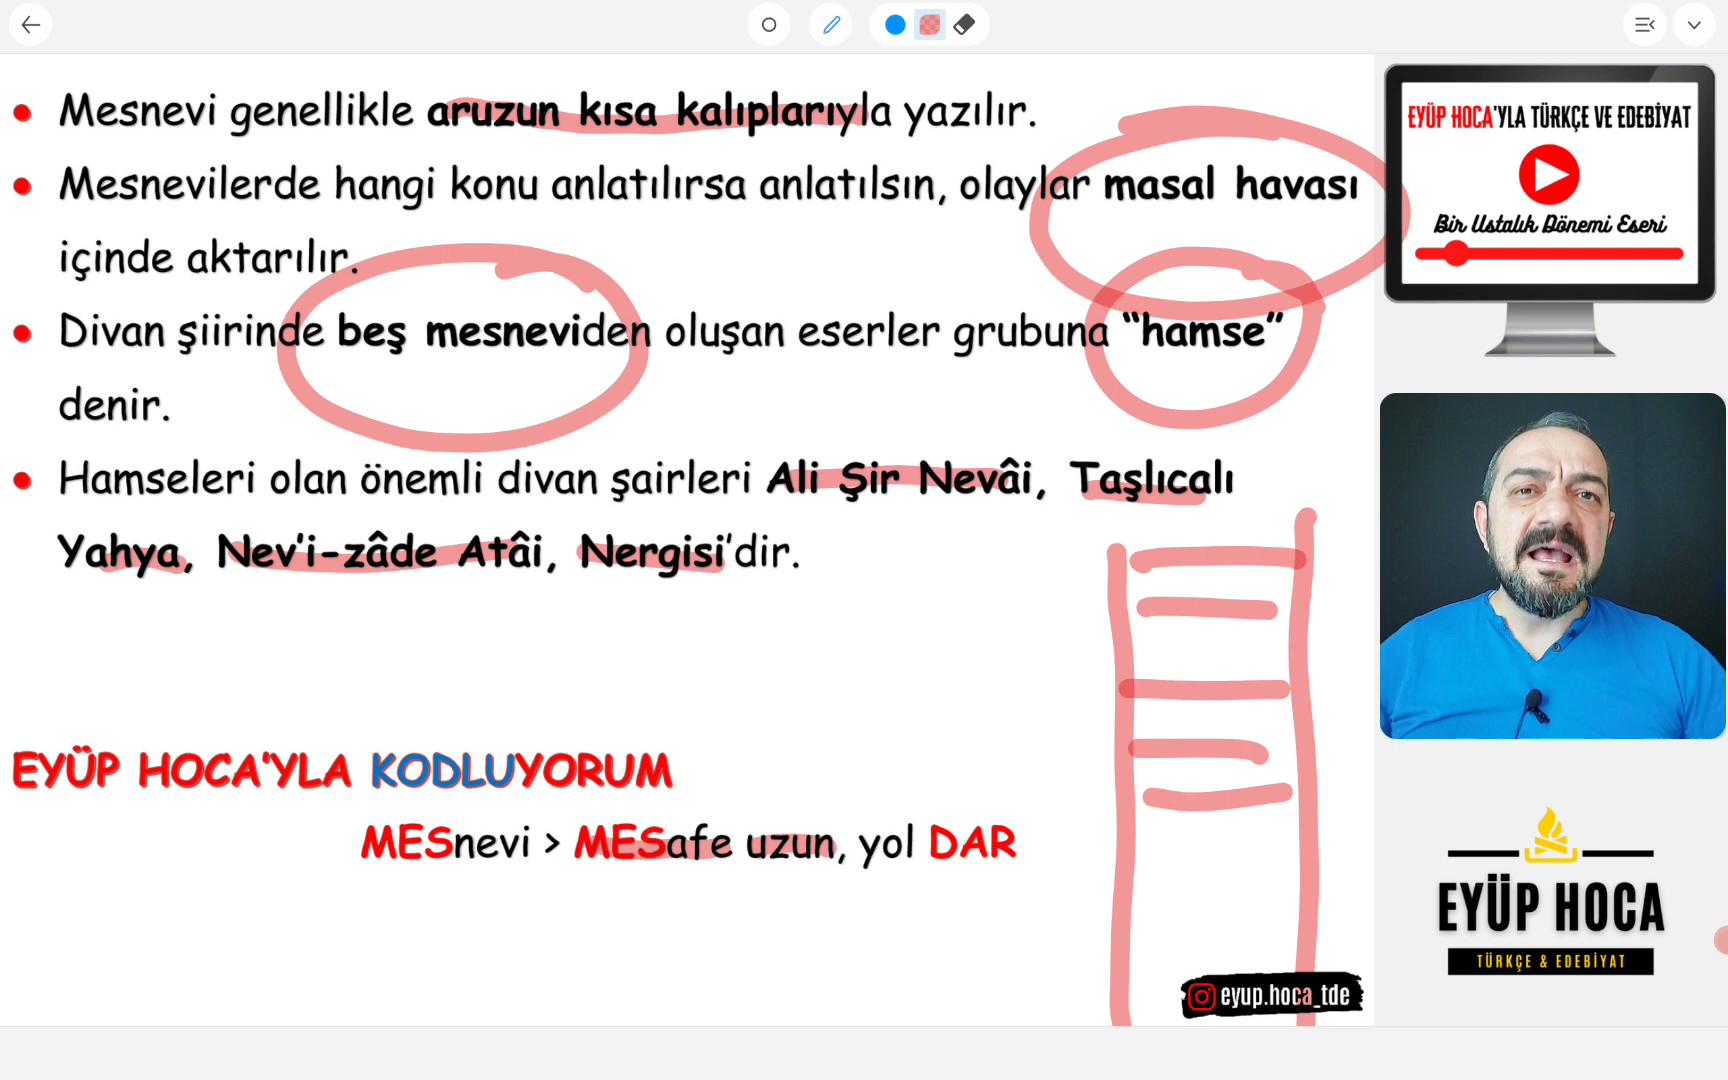 Mesnevi genellikle aruzun kısa kalıplarıyla yazılır.
Mesnevilerde hangi konu anlatılırsa anlatılsın, olaylar masal havası
içinde aktarılır.
Divan şiirinde beş mesneviden oluşan eserler grubuna “hamse”
denir.
Hamseleri olan önemli divan şairleri Ali Şir Nevâi, Taşlıcalı
Yahya, Nev’i-zâde Atâi, Nergisi’dir.
EYÜP HOCA'YLA KODLUYORUM
MESnevi > MESafe uzun, yol DAR
eyup.hoca_tde
EYÜP HOCA'YLA TÜRKÇE VE EDEBİYAT
Bir Ustalık Dönemi Eseri
EYÜP HOCA
TÜRKÇE & EDEBİYAT